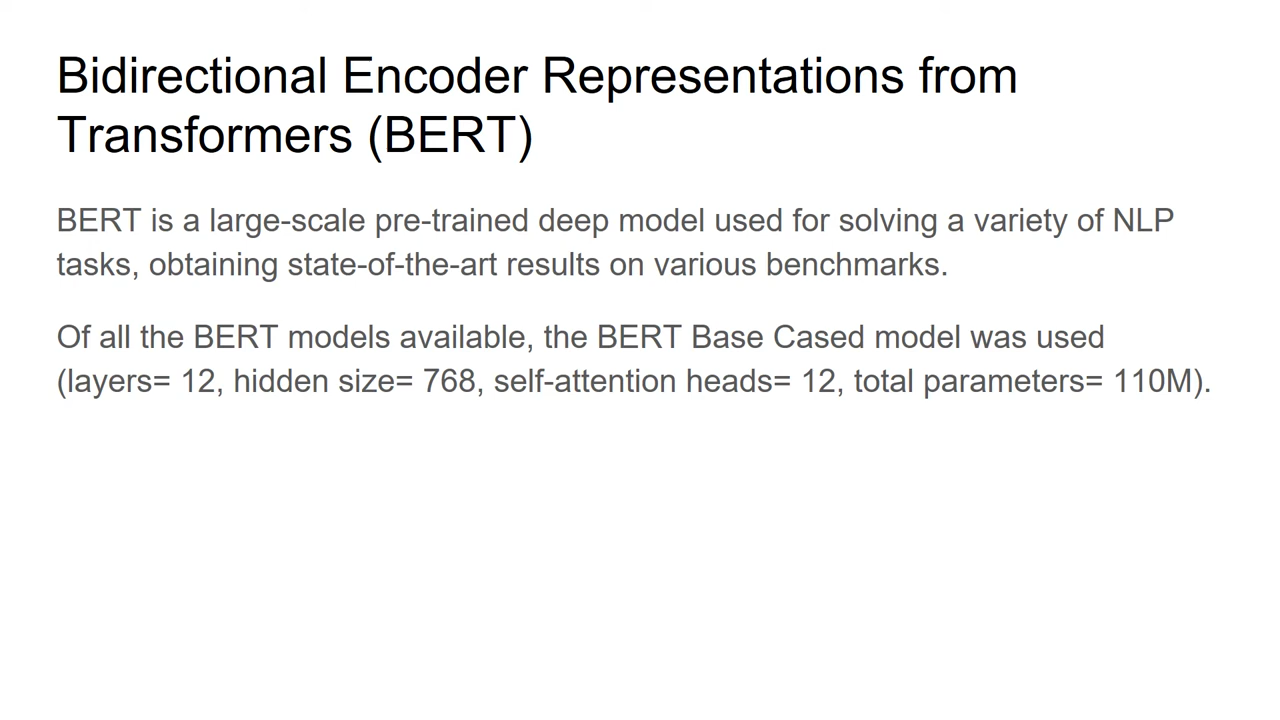 Bidirectional Encoder Representations from
Transformers (BERT)
BERT is a large-scale pre-trained deep model used for solving a variety of NLP
tasks, obtaining state-of-the-art results on various benchmarks.
Of all the BERT models available, the BERT Base Cased model was used
(layers= 12, hidden size= 768, self-attention heads= 12, total parameters= 110M).